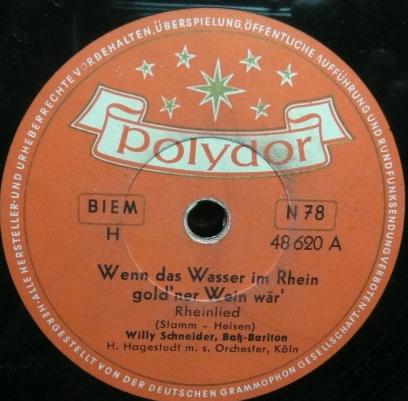 ALLE HERSTELLER- UND URHEBERRECHTE VORBEHALTEN, ÜBERSPIELUNG, ÖFFENTLICHE AUFFÜHRUNG UND RUNDFUNKSENDUNG VERBOTEN
polydor
BIEM
N 78
H
48 620 A
Wenn das Wasser im Rhein
gold'ner Wein wär'
Rheinlied
(Stamm - Heisen)
Willy Schneider, Baß-Bariton
H. Hagestedt m. s. Orchester, Köln
HERGESTELLT VON DER DEUTSCHEN GRAMMOPHON GESELLSCHAFT